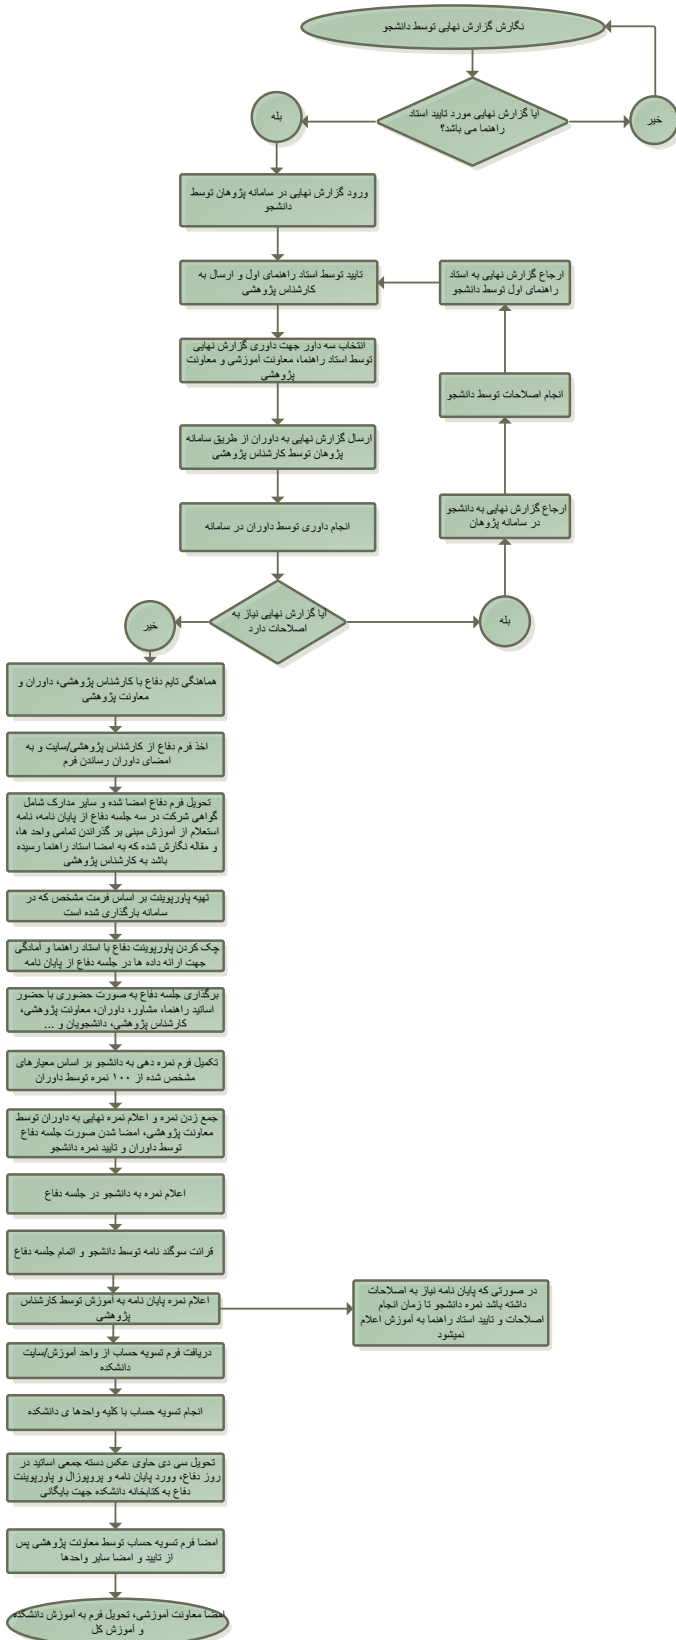 نگارش گزارش نهایی توسط دانشجو
آیا گزارش نهایی مورد تایید استاد
راهنما می باشد؟
خیر
بله
ورود گزارش نهایی در سامانه پژوهان توسط
دانشجو
تایید توسط استاد راهنمای اول و ارسال به
کارشناس پژوهشی
ارجاع گزارش نهایی به استاد
راهنمای اول توسط دانشجو
انتخاب سه داور جهت داوری گزارش نهایی
توسط استاد راهنما، معاونت آموزشی و معاونت
پژوهشی
انجام اصلاحات توسط دانشجو
ارسال گزارش نهایی به داوران از طریق سامانه
پژوهان توسط کارشناس پژوهشی
ارجاع گزارش نهایی به دانشجو
در سامانه پژوهان
انجام داوری توسط داوران در سامانه
آیا گزارش نهایی نیاز به
اصلاحات دارد
بله
خیر
هماهنگی تایم دفاع با کارشناس پژوهشی، داوران و
معاونت پژوهشی
اخذ فرم دفاع از کارشناس پژوهشی/سایت و به
امضای داوران رساندن فرم
تحویل فرم دفاع امضا شده و سایر مدارک شامل
گواهی شرکت در سه جلسه دفاع از پایان نامه، نامه
استعلام از آموزش مبنی بر گذراندن تمامی واحد ها،
و مقاله نگارش شده که به امضا استاد راهنما رسیده
باشد به کارشناس پژوهشی
تهیه پاورپوینت بر اساس فرمت مشخص که در
سامانه بارگذاری شده است
چک کردن پاورپوینت دفاع با استاد راهنما و آمادگی
جهت ارائه داده ها در جلسه دفاع از پایان نامه
برگذاری جلسه دفاع به صورت حضوری با حضور
اساتید راهنما، مشاور، داوران، معاونت پژوهشی،
کارشناس پژوهشی، دانشجویان و ...
تکمیل فرم نمره دهی به دانشجو بر اساس معیارهای
مشخص شده از ۱۰۰ نمره توسط داوران
جمع زدن نمره و اعلام نمره نهایی به داوران توسط
معاونت پژوهشی، امضا شدن صورت جلسه دفاع
توسط داوران و تایید نمره دانشجو
اعلام نمره به دانشجو در جلسه دفاع
قرائت سوگند نامه توسط دانشجو و اتمام جلسه دفاع
اعلام نمره پایان نامه به آموزش توسط کارشناس
پژوهشی
در صورتی که پایان نامه نیاز به اصلاحات
داشته باشد نمره دانشجو تا زمان انجام
اصلاحات و تایید استاد راهنما به آموزش اعلام
نمیشود
دریافت فرم تسویه حساب از واحد آموزش/سایت
دانشکده
انجام تسویه حساب با کلیه واحدها ی دانشکده
تحویل سی دی حاوی عکس دسته جمعی اساتید در
روز دفاع، وورد پایان نامه و پروپوزال و پاورپوینت
دفاع به کتابخانه دانشکده جهت بایگانی
امضا فرم تسویه حساب توسط معاونت پژوهشی پس
از تایید و امضا سایر واحدها
امضا معاونت آموزشی، تحویل فرم به آموزش دانشکده
و آموزش کل